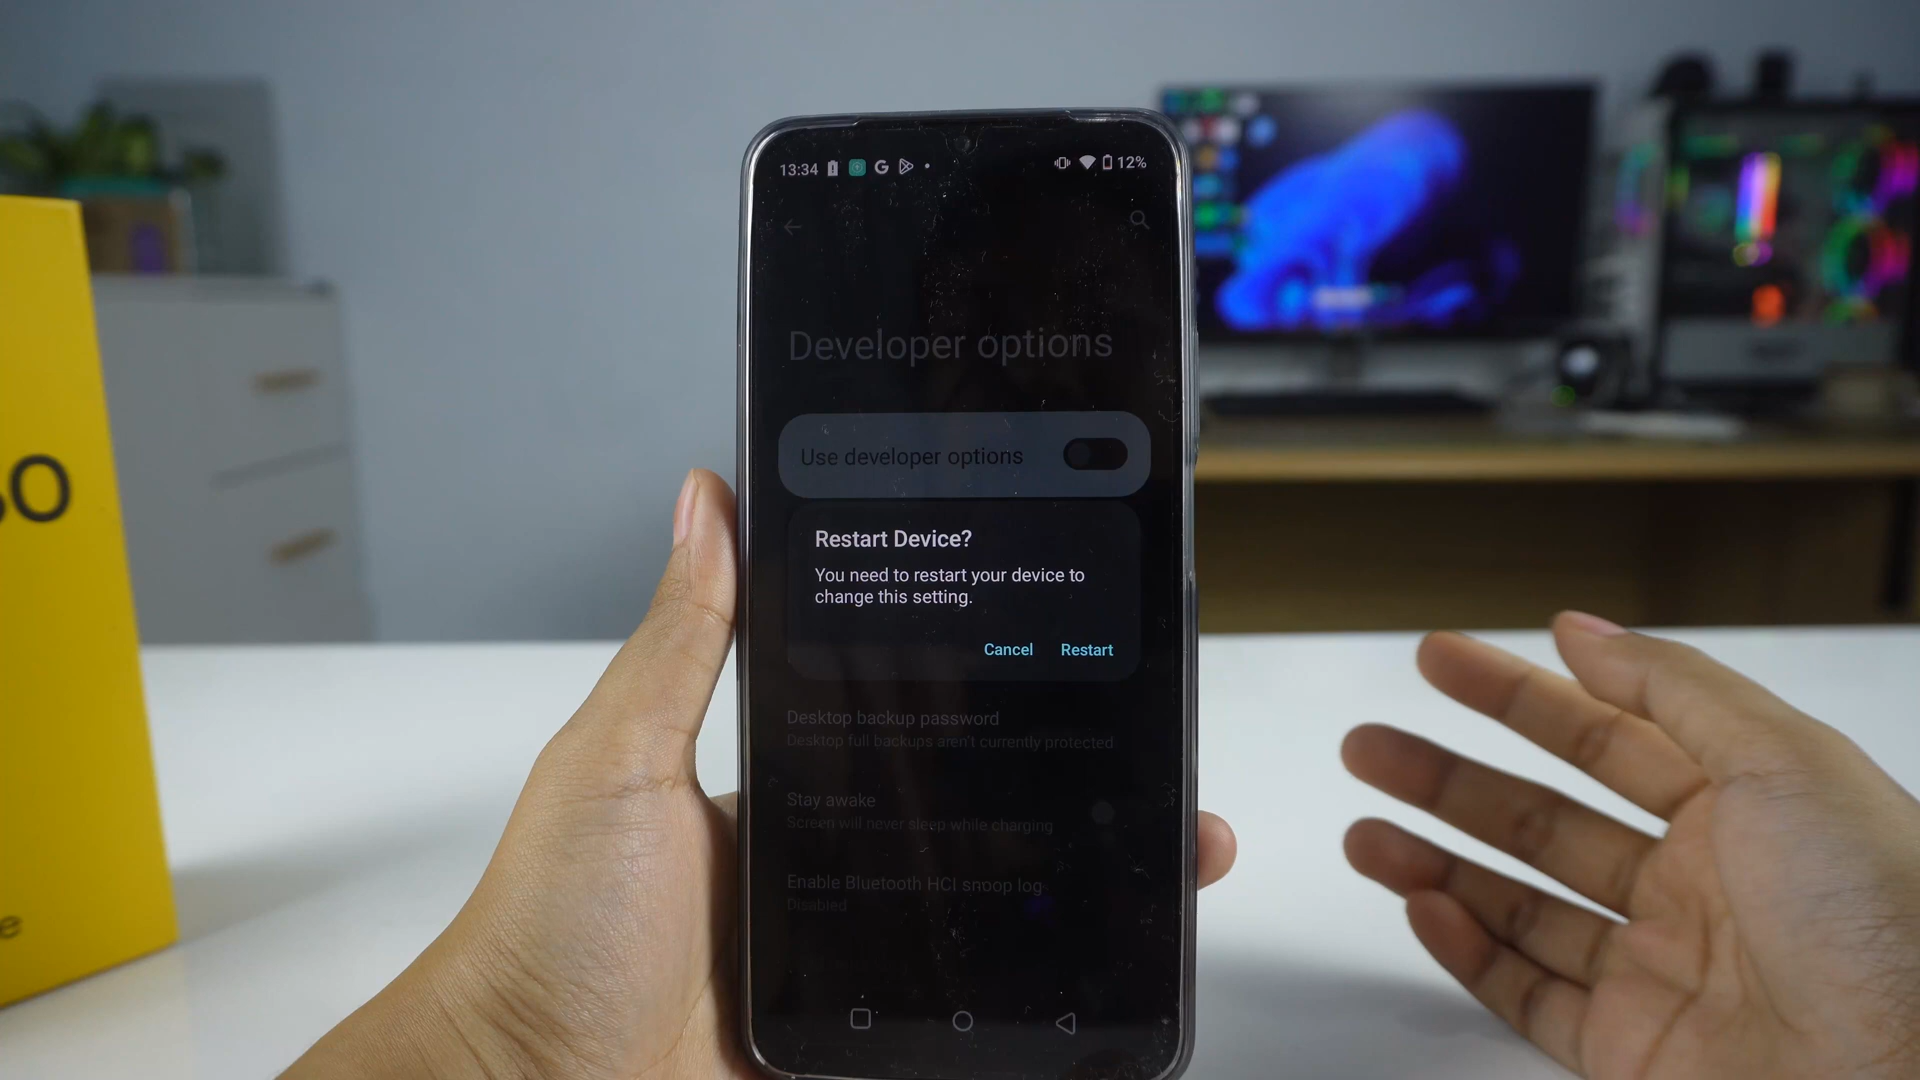 13:34
12%
Developer options
Use developer options
Restart Device?
You need to restart your device to
change this setting.
Cancel Restart
Desktop backup password
Desktop full backups aren't currently protected
Stay awake
Screen will never sleep while charging
Enable Bluetooth HCI snoop log
Disabled